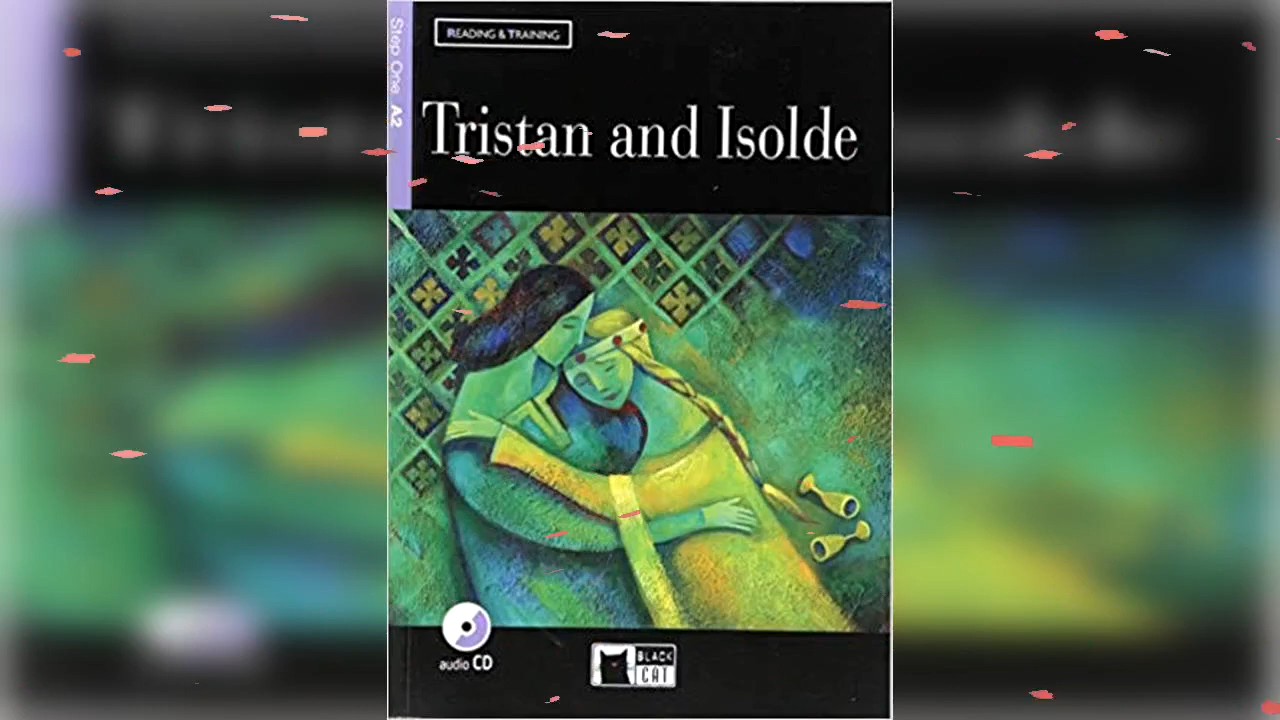 READING & TRAINING
Step One A2
Tristan and Isolde
audio CD
BLACK
CAT